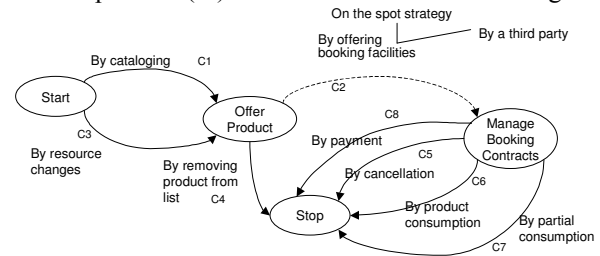 On the spot strategy
By offering
booking facilities
By a third party
By cataloging
C1
Start
C2
Offer
Product
C3
C8
Manage
Booking
Contracts
By payment
By resource
changes
C5
By removing
product from
list
C4
By cancellation
C6
Stop
By product
consumption
By partial
consumption
C7